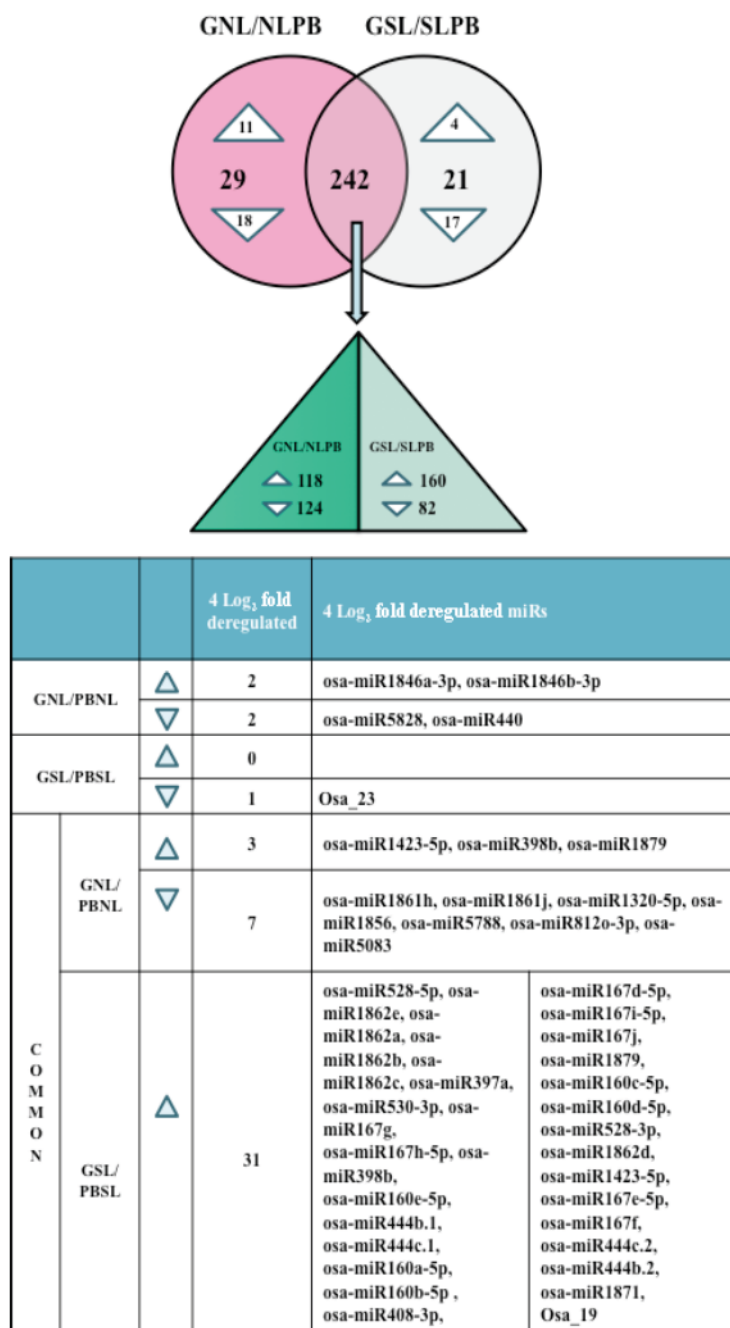 GNL/NLPB GSL/SLPB
11 4
29 242 21
18 17
GNL/NLPB GSL/SLPB
118 160
124 82
4 Log2 fold deregulated
4 Log2 fold deregulated miRs
GNL/PBNL
2
osa-miR1846a-3p, osa-miR1846b-3p
2
osa-miR5828, osa-miR440
GSL/PBSL
0
1
Osa_23
COMMON
GNL/
PBNL
3
osa-miR1423-5p, osa-miR398b, osa-miR1879
7
osa-miR1861h, osa-miR1861j, osa-miR1320-5p, osa-
miR1856, osa-miR5788, osa-miR812o-3p, osa-
miR5083
GSL/
PBSL
31
osa-miR528-5p, osa-
miR1862e, osa-
miR1862a, osa-
miR1862b, osa-
miR1862c, osa-miR397a,
osa-miR530-3p, osa-
miR167g,
osa-miR167h-5p, osa-
miR398b,
osa-miR160e-5p,
osa-miR444b.1,
osa-miR444c.1,
osa-miR160a-5p,
osa-miR160b-5p ,
osa-miR408-3p,
osa-miR167d-5p,
osa-miR167i-5p,
osa-miR167j,
osa-miR1879,
osa-miR160c-5p,
osa-miR160d-5p,
osa-miR528-3p,
osa-miR1862d,
osa-miR1423-5p,
osa-miR167e-5p,
osa-miR167f,
osa-miR444c.2,
osa-miR444b.2,
osa-miR1871,
Osa_19